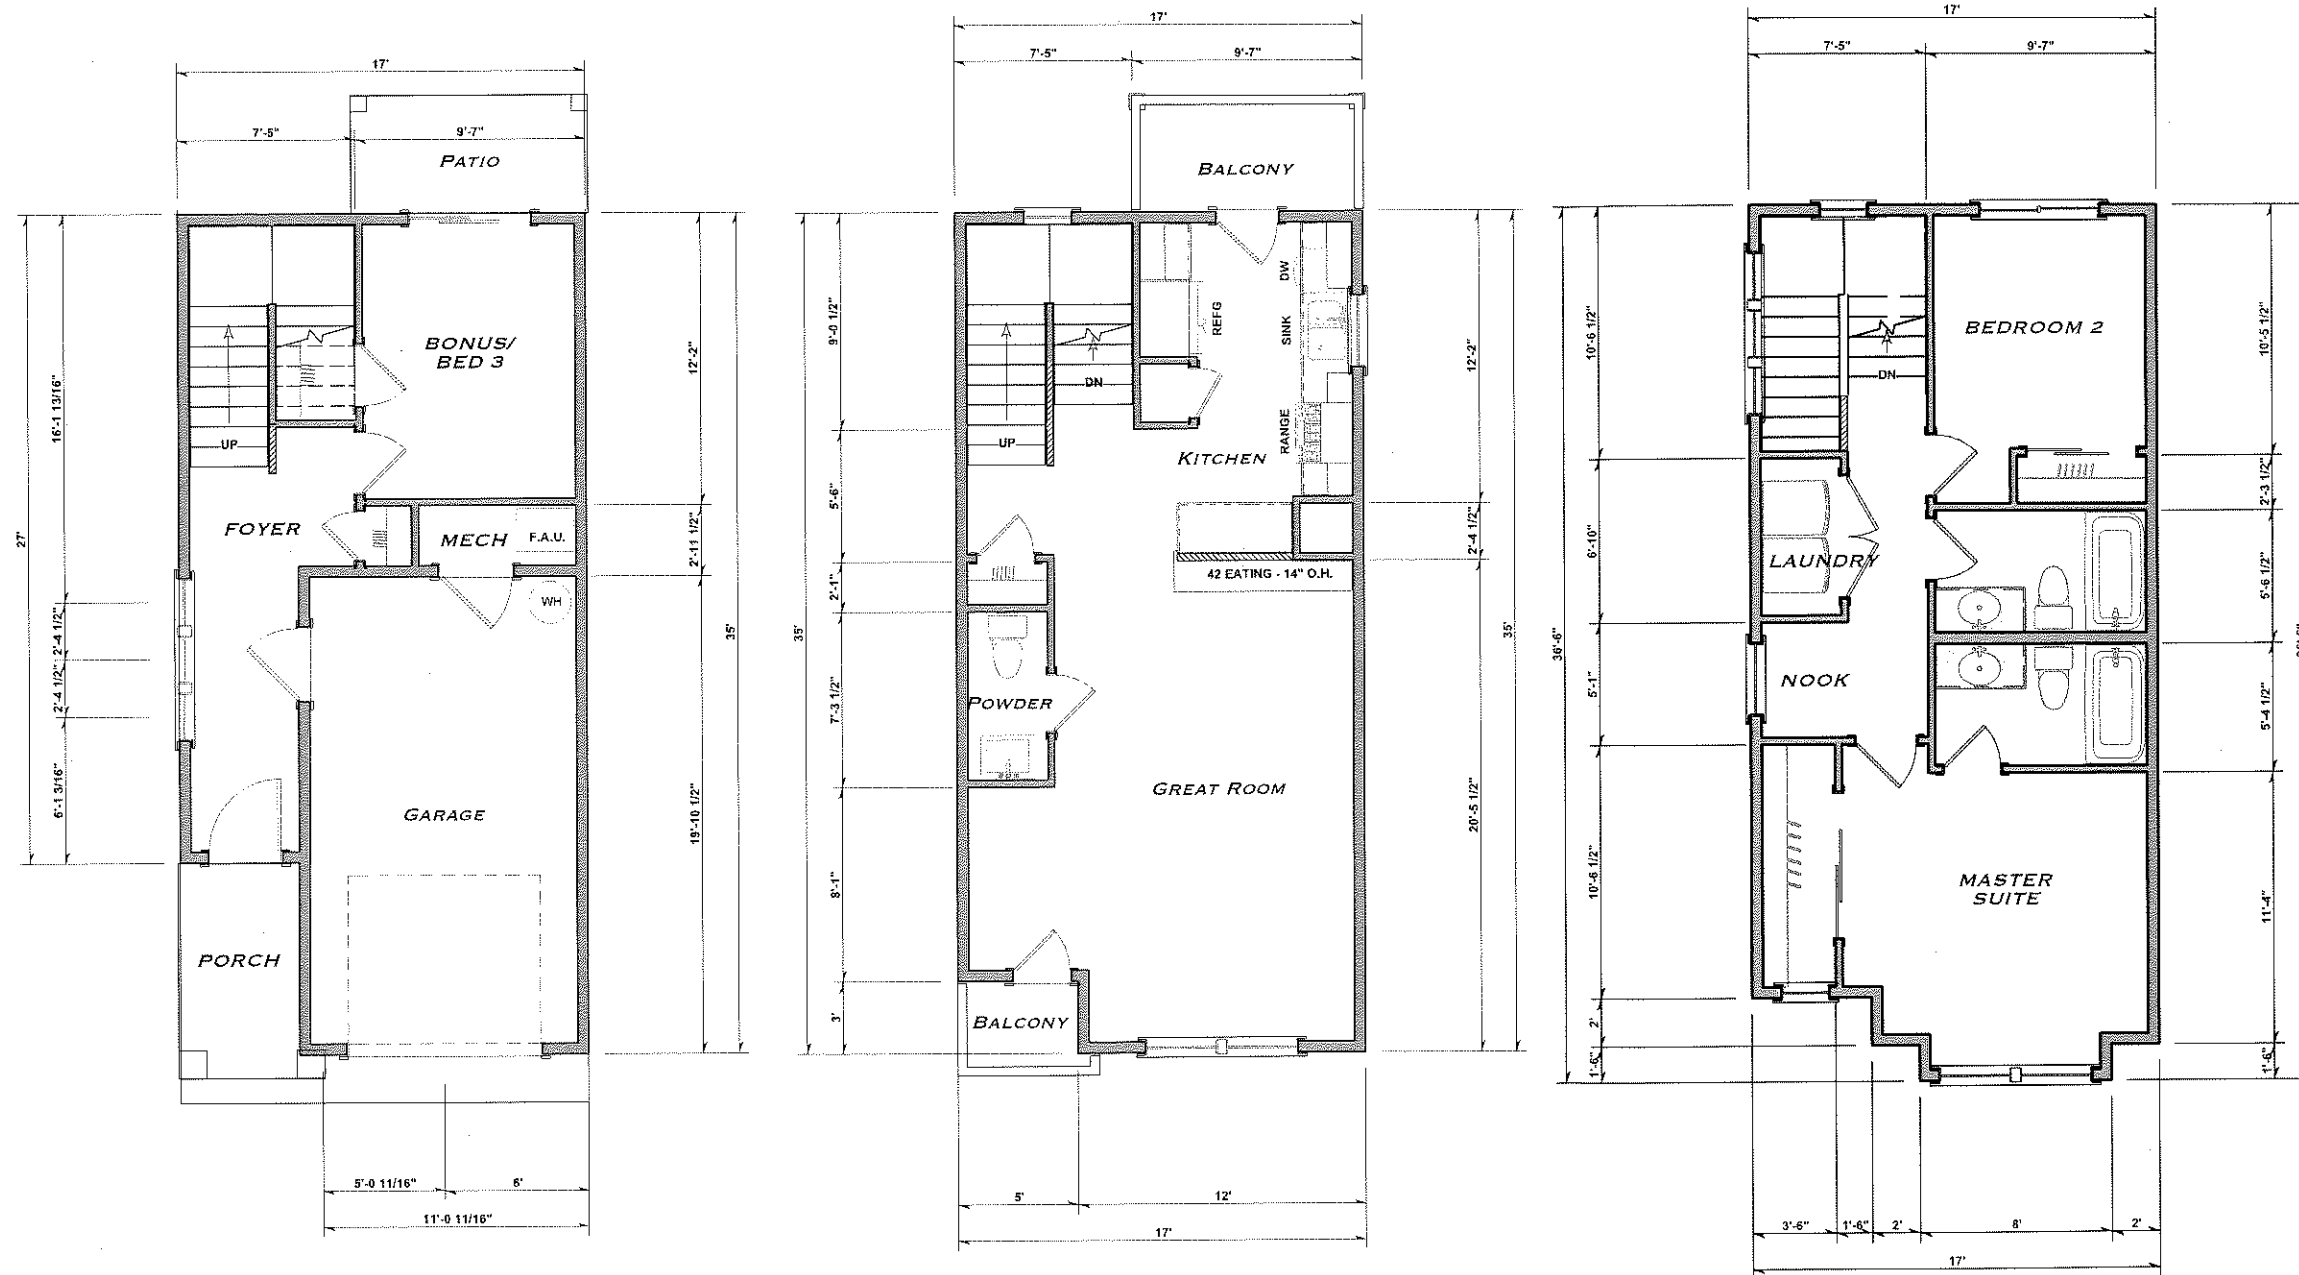 17'
7'-5"
9'-7"
PATIO
27'
16'-1 13/16"
2'-4 1/2"
2'-4 1/2"
6'-1 3/16"
BONUS/
BED 3
UP
FOYER
MECH
F.A.U.
WH
GARAGE
PORCH
12'-2"
2'-11 1/2"
19'-10 1/2"
35'
5'-0 11/16"
6'
11'-0 11/16"
17'
7'-5"
9'-7"
BALCONY
35'
9'-0 1/2"
5'-6"
2'-1"
7'-3 1/2"
8'-1"
3'
REFG
DW
SINK
RANGE
DN
UP
KITCHEN
42 EATING - 14" O.H.
POWDER
GREAT ROOM
BALCONY
12'-2"
2'-4 1/2"
20'-5 1/2"
35'
5'
12'
17'
17'
7'-5"
9'-7"
36'-6"
10'-6 1/2"
6'-10"
5'-1"
10'-6 1/2"
2'
1'-6"
BEDROOM 2
DN
LAUNDRY
NOOK
MASTER
SUITE
10'-5 1/2"
2'-3 1/2"
5'-6 1/2"
5'-4 1/2"
11'-4"
1'-6"
3'-6"
1'-6"
2'
8'
2'
17'